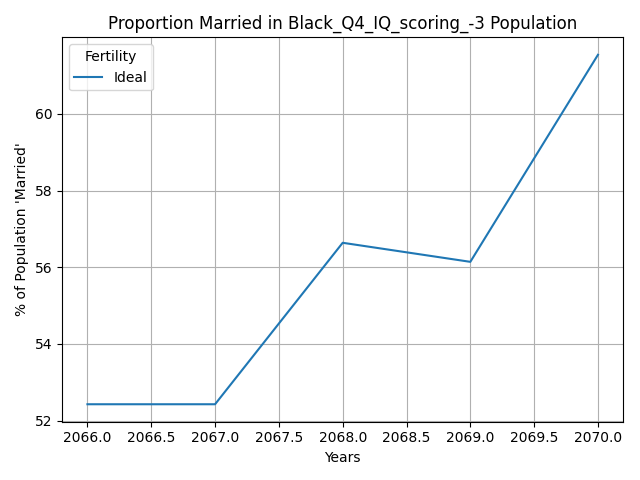 Proportion Married in Black_Q4_IQ_scoring_-3 Population
Fertility
Ideal
% of Population 'Married'
60
58
56
54
52
2066.0 2066.5 2067.0 2067.5 2068.0 2068.5 2069.0 2069.5 2070.0
Years